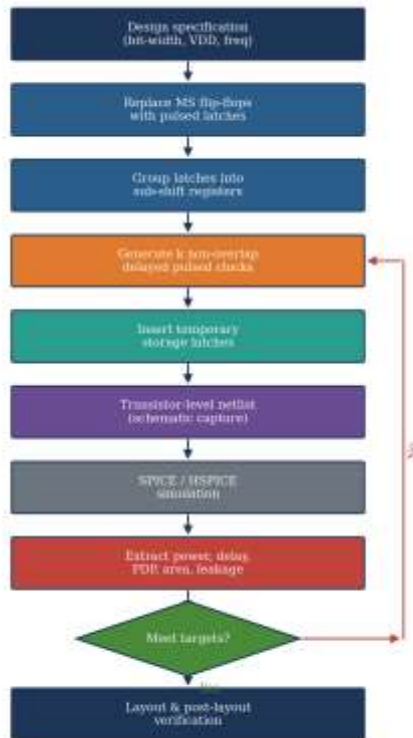 Design specification
(bit-width, VDD, freq)
Replace MS flip-flops
with pulsed latches
Group latches into
sub-shift registers
Generate k non-overlap
delayed pulsed clocks
Insert temporary
storage latches
Transistor-level netlist
(schematic capture)
SPICE / HSPICE
simulation
Extract power, delay,
PDP, area, leakage
Meet targets?
Yes
Layout & post-layout
verification